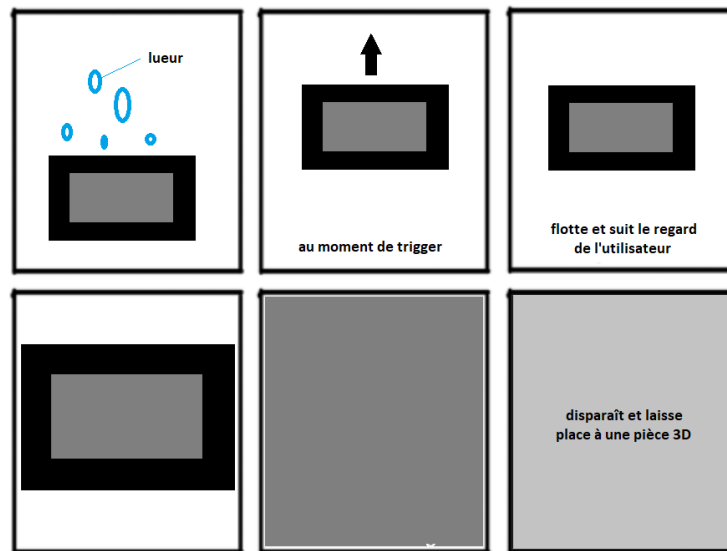 lueur
au moment de trigger
flotte et suit le regard
de l'utilisateur
disparaît et laisse
place à une pièce 3D